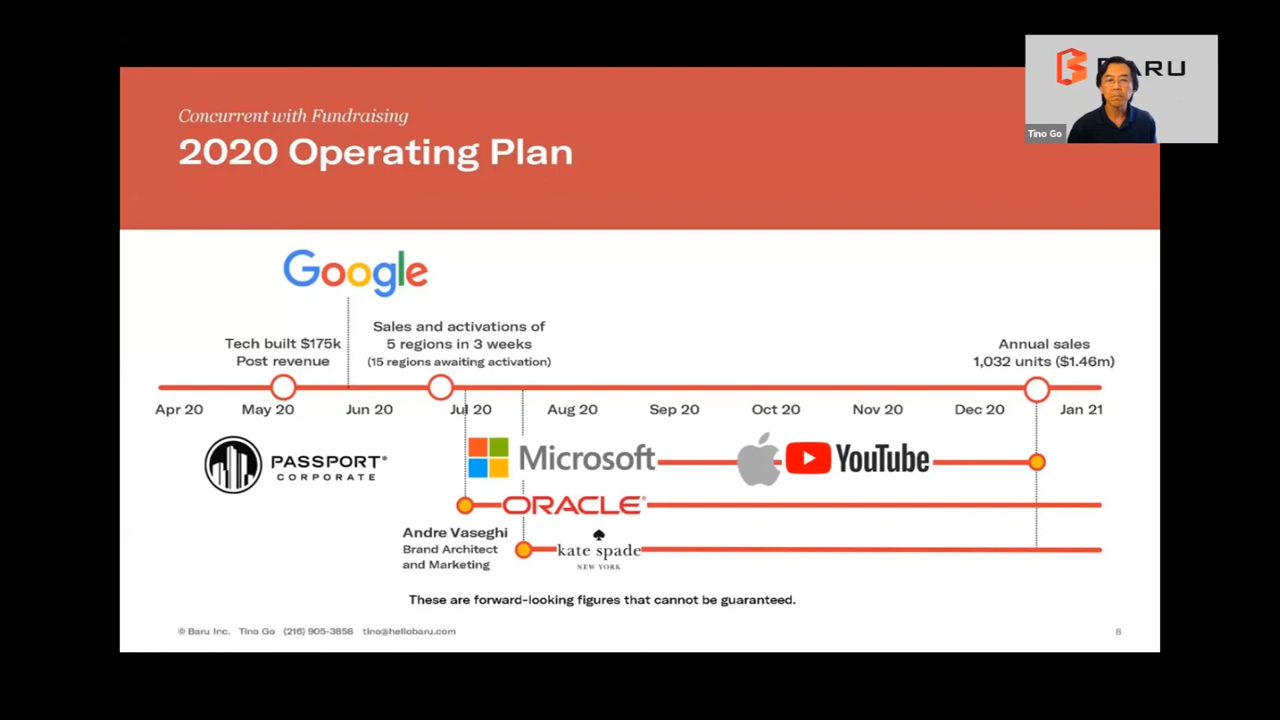 BARU
Tino Go
Concurrent with Fundraising
2020 Operating Plan
Google
Tech built $175k
Post revenue
Sales and activations of
5 regions in 3 weeks
(15 regions awaiting activation)
Annual sales
1,032 units ($1.46m)
Apr 20 May 20 Jun 20 Jul 20 Aug 20 Sep 20 Oct 20 Nov 20 Dec 20 Jan 21
PASSPORT®
CORPORATE
Microsoft
YouTube
ORACLE®
Andre Vaseghi
Brand Architect
and Marketing
kate spade
NEW YORK
These are forward-looking figures that cannot be guaranteed.
© Baru Inc. Tino Go (216) 905-3858 tino@hellobaru.com
8